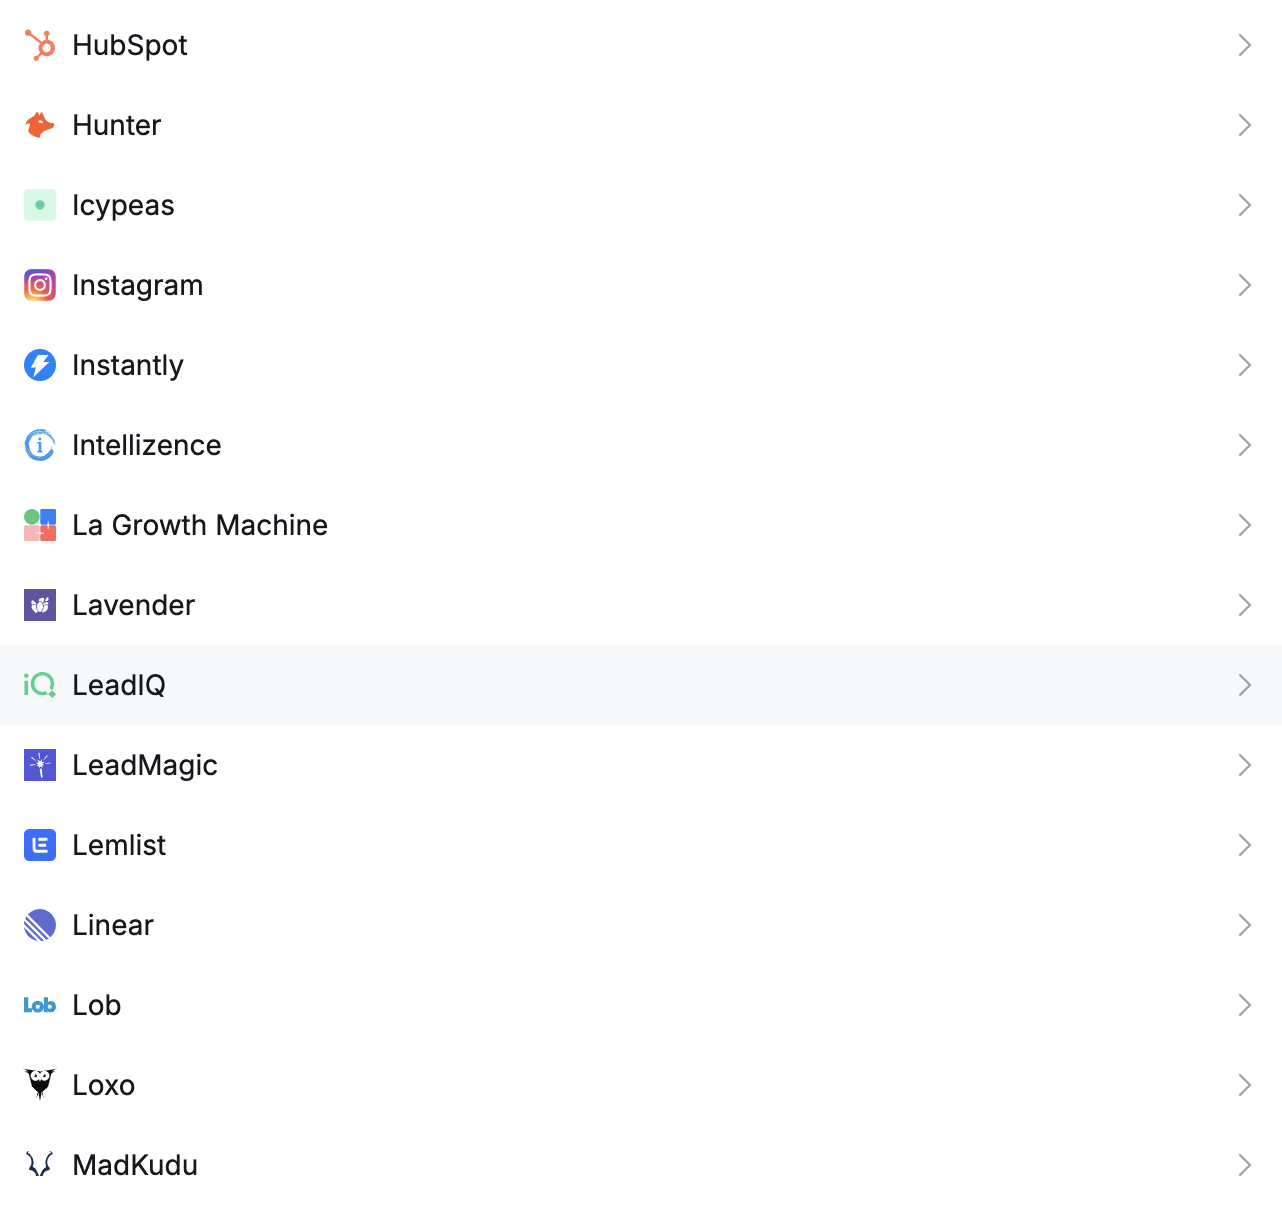 HubSpot
Hunter
Icypeas
Instagram
Instantly
Intellizence
La Growth Machine
Lavender
iQ LeadIQ
LeadMagic
LE Lemlist
Linear
Lob Lob
Loxo
MadKudu